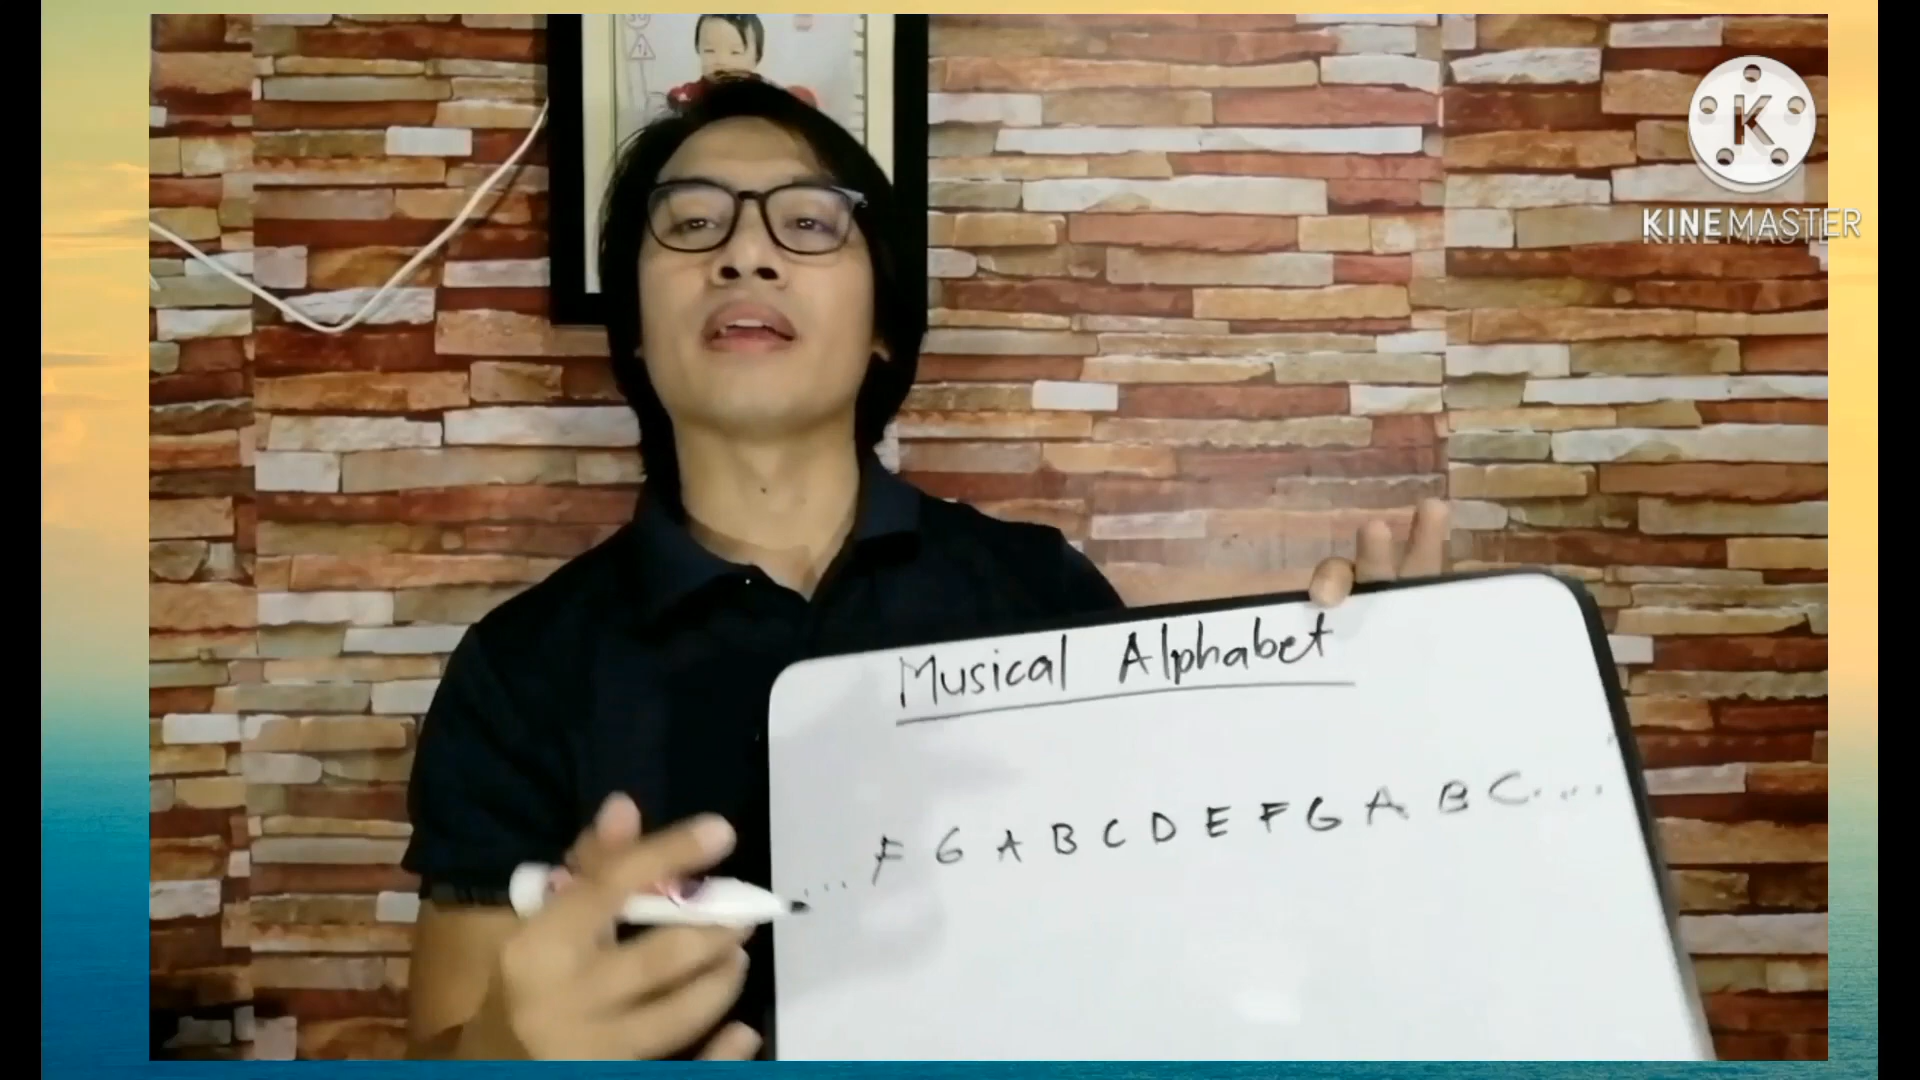 K
KINEMASTER
Musical Alphabet
... F G A B C D E F G A B C ...